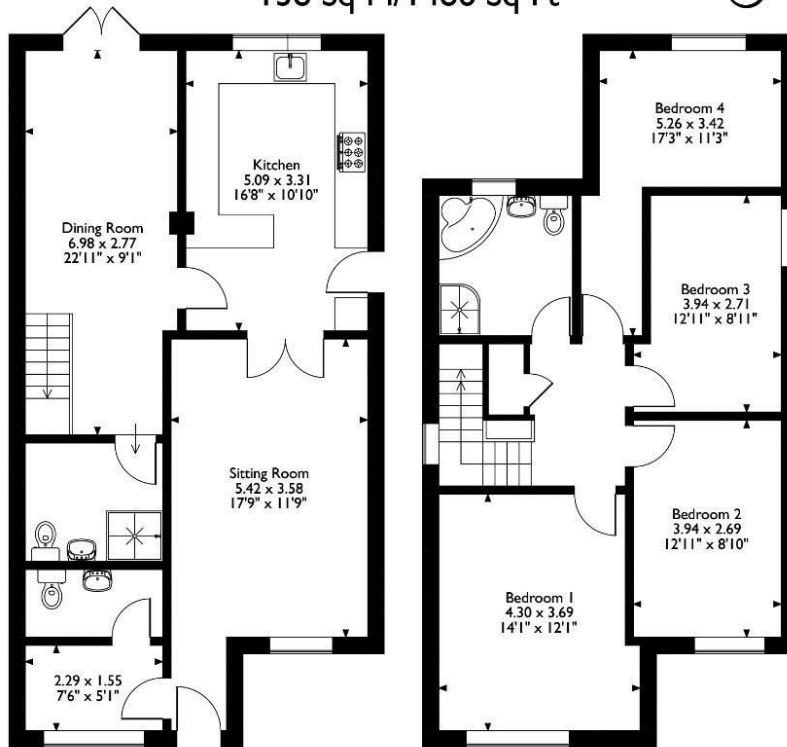 Kitchen
5.09 x 3.31
16'8" x 10'10"
Dining Room
6.98 x 2.77
22'11" x 9'1"
Sitting Room
5.42 x 3.58
17'9" x 11'9"
2.29 x 1.55
7'6" x 5'1"
Bedroom 4
5.26 x 3.42
17'3" x 11'3"
Bedroom 3
3.94 x 2.71
12'11" x 8'11"
Bedroom 2
3.94 x 2.69
12'11" x 8'10"
Bedroom 1
4.30 x 3.69
14'1" x 12'1"